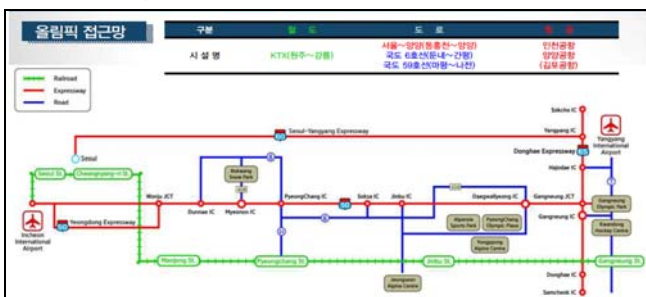 올림픽 접근망
구분
철 도
도 로
시 설 명
KTX(원주~강릉)
서울~양양(동홍천~양양)
국도 6호선(둔내~간평)
국도 59호선(마평~나전)
인천공항
양양공항
(김포공항)
Railroad
Expressway
Road
Sokcho IC
Seoul-Yangyang Expressway
Yangyang IC
Yangyang
International
Airport
Donghae Expressway
Seoul
Hajodae IC
Seoul St.
Cheongnyang-ri St.
Bokwang
Snow Park
Wonju JCT
Dunnae IC
Myeonon IC
PyeongChang IC
Soksa IC
Jinbu IC
Daegwallyeong IC
Gangneung JCT
Gangneung
Olympic Park
Incheon
International
Airport
Yeongdong Expressway
Alpensia
Sports Park
PyeongChang
Olympic Plaza
Gangneung IC
Kwandong
Hockey Centre
Yongpyong
Alpine Centre
Manjong St.
Pyeongchang St.
Jinbu St.
Gangneung St.
Jeongseon
Alpine Centre
Donghae IC
Samcheok IC